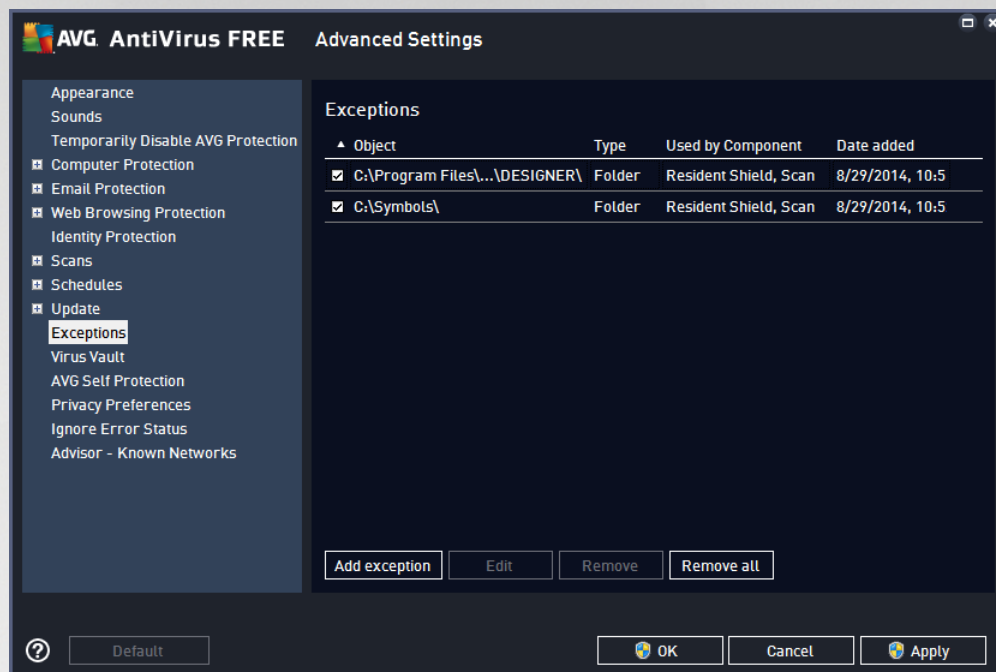 AVG AntiVirus FREE Advanced Settings
Appearance
Sounds
Temporarily Disable AVG Protection
Computer Protection
Email Protection
Web Browsing Protection
Identity Protection
Scans
Schedules
Update
Exceptions
Virus Vault
AVG Self Protection
Privacy Preferences
Ignore Error Status
Advisor - Known Networks
Exceptions
Object Type Used by Component Date added
C:\Program Files\...\DESIGNER\ Folder Resident Shield, Scan 8/29/2014, 10:5
C:\Symbols\ Folder Resident Shield, Scan 8/29/2014, 10:5
Add exception Edit Remove Remove all
? Default OK Cancel Apply